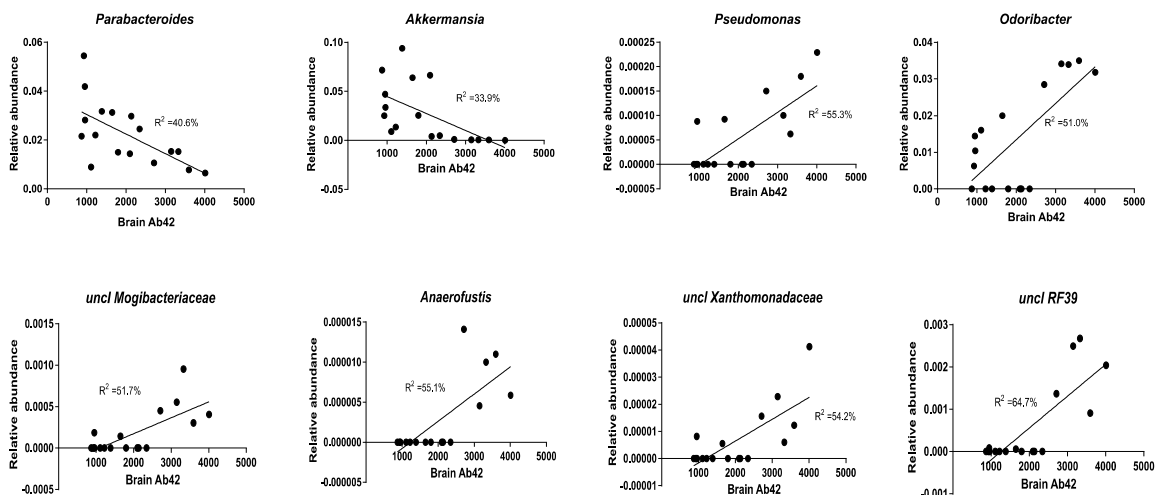 Parabacteroides
0.06
0.04
0.02
0.00
Relative abundance
R² =40.6%
0 1000 2000 3000 4000 5000
Brain Ab42
Akkermansia
0.10
0.05
0.00
-0.05
Relative abundance
R² =33.9%
1000 2000 3000 4000 5000
Brain Ab42
Pseudomonas
0.00025
0.00020
0.00015
0.00010
0.00005
0.00000
-0.00005
Relative abundance
R² =55.3%
1000 2000 3000 4000 5000
Brain Ab42
Odoribacter
0.04
0.03
0.02
0.01
0.00
Relative abundance
R² =51.0%
0 1000 2000 3000 4000 5000
Brain Ab42
uncl Mogibacteriaceae
0.0015
0.0010
0.0005
0.0000
-0.0005
Relative abundance
R² =51.7%
1000 2000 3000 4000 5000
Brain Ab42
Anaerofustis
0.000015
0.000010
0.000005
0.000000
-0.000005
Relative abundance
R² =55.1%
1000 2000 3000 4000 5000
Brain Ab42
uncl Xanthomonadaceae
0.00005
0.00004
0.00003
0.00002
0.00001
0.00000
-0.00001
Relative abundance
R² =54.2%
1000 2000 3000 4000 5000
Brain Ab42
uncl RF39
0.003
0.002
0.001
0.000
-0.001
Relative abundance
R² =64.7%
1000 2000 3000 4000 5000
Brain Ab42